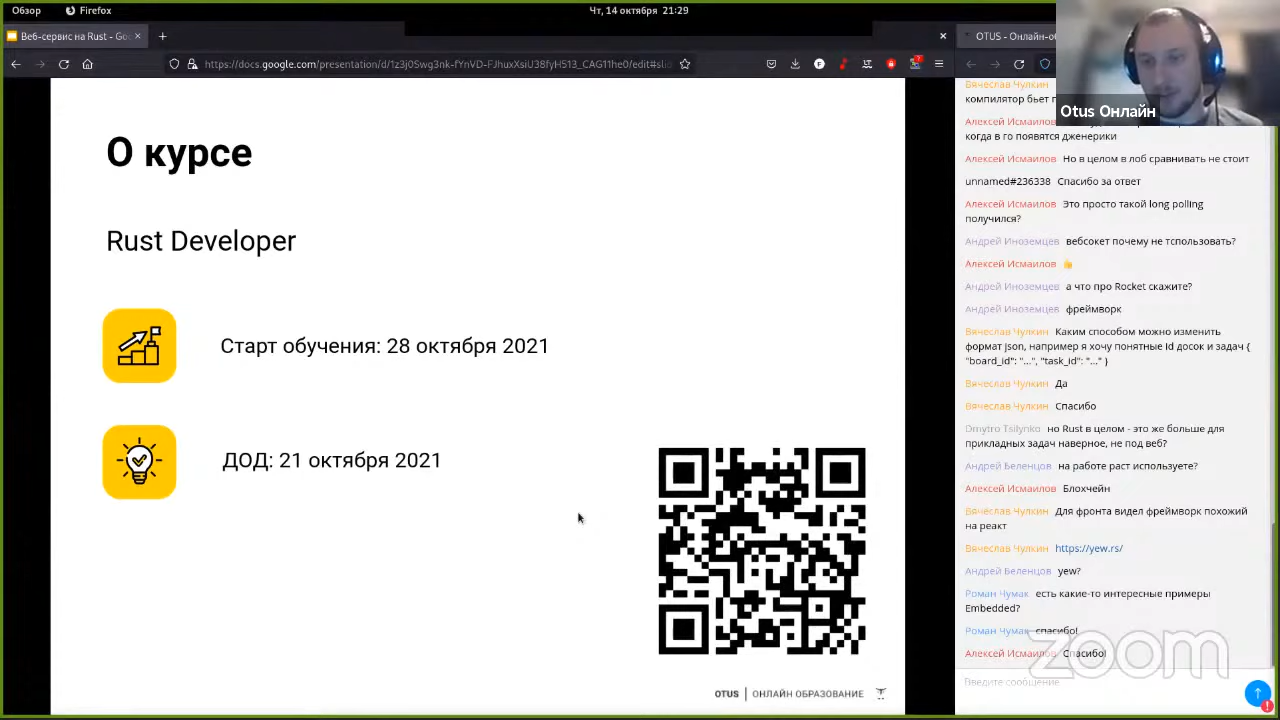 Обзор
Firefox
Чт, 14 октября 21:29
Веб-сервис на Rust - Goo
OTUS - Онлайн-об
https://docs.google.com/presentation/d/
О курсе
Rust Developer
Старт обучения: 28 октября 2021
ДОД: 21 октября 2021
OTUS | ОНЛАЙН ОБРАЗОВАНИЕ
Otus Онлайн
Вячеслав Чулкин
компилятор бьет
Алексей Исмаилов
когда в го появятся дженерики
Алексей Исмаилов Но в целом в лоб сравнивать не стоит
unnamed#236338 Спасибо за ответ
Алексей Исмаилов Это просто такой long polling
получился?
Андрей Иноземцев вебсокет почему не тспользовать?
Алексей Исмаилов 👍
Андрей Иноземцев а что про Rocket скажите?
Андрей Иноземцев фреймворк
Вячеслав Чулкин Каким способом можно изменить
формат json, например я хочу понятные Id досок и задач {
"board_id": "...", "task_id": "..." }
Вячеслав Чулкин Да
Вячеслав Чулкин Спасибо
Dmytro Tsilynko но Rust в целом - это же больше для
прикладных задач наверное, не под веб?
Андрей Беленцов на работе раст используете?
Алексей Исмаилов Блохчейн
Вячеслав Чулкин Для фронта видел фреймворк похожий
на реакт
Вячеслав Чулкин https://yew.rs/
Андрей Беленцов yew?
Роман Чумак есть какие-то интересные примеры
Embedded?
Роман Чумак спасибо!
Алексей Исмаилов Спасибо!
zoom
Введите сообщение